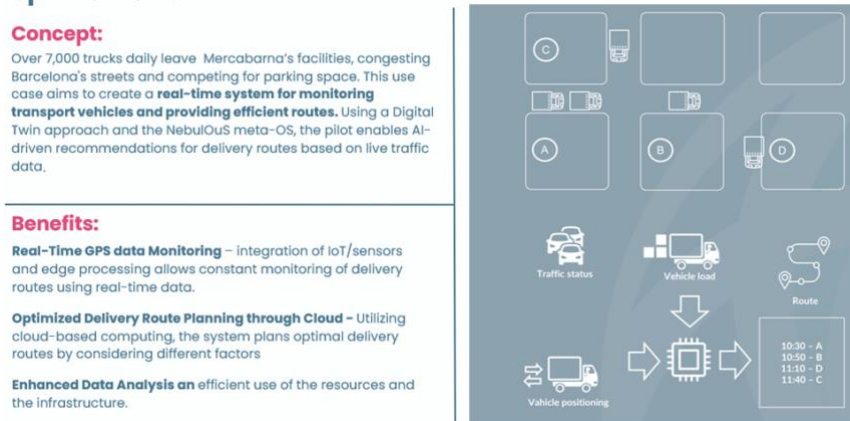 Concept:
Over 7,000 trucks daily leave Mercabarna's facilities, congesting
Barcelona's streets and competing for parking space. This use
case aims to create a real-time system for monitoring
transport vehicles and providing efficient routes. Using a Digital
Twin approach and the NebulOuS meta-OS, the pilot enables AI-
driven recommendations for delivery routes based on live traffic
data.
Benefits:
Real-Time GPS data Monitoring – integration of IoT/sensors
and edge processing allows constant monitoring of delivery
routes using real-time data.
Optimized Delivery Route Planning through Cloud - Utilizing
cloud-based computing, the system plans optimal delivery
routes by considering different factors
Enhanced Data Analysis an efficient use of the resources and
the infrastructure.
C
A
B
D
Traffic status
Vehicle load
Route
Vahicle positioning
10:30 - A
10:50 - B
11:10 - D
11:40 - C